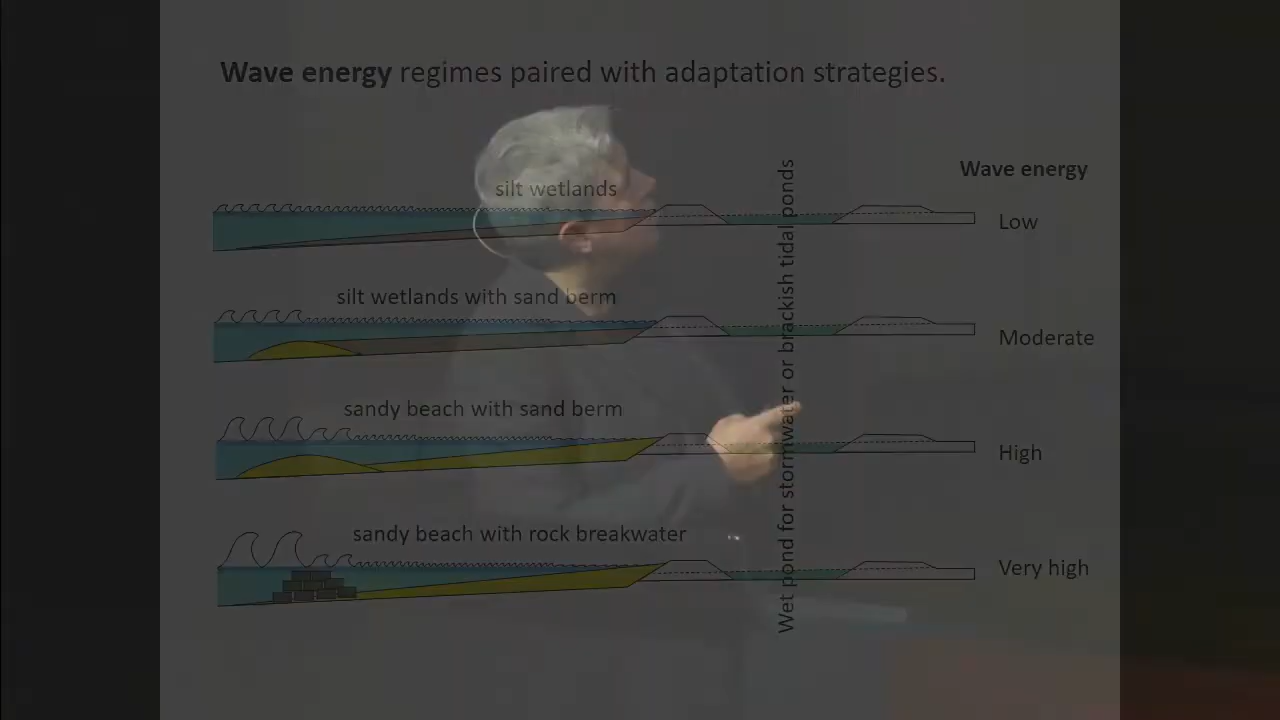 Wave energy regimes paired with adaptation strategies.
Wave energy
silt wetlands
Low
silt wetlands with sand berm
Moderate
sandy beach with sand berm
High
sandy beach with rock breakwater
Very high
Wet pond for stormwater or brackish tidal ponds